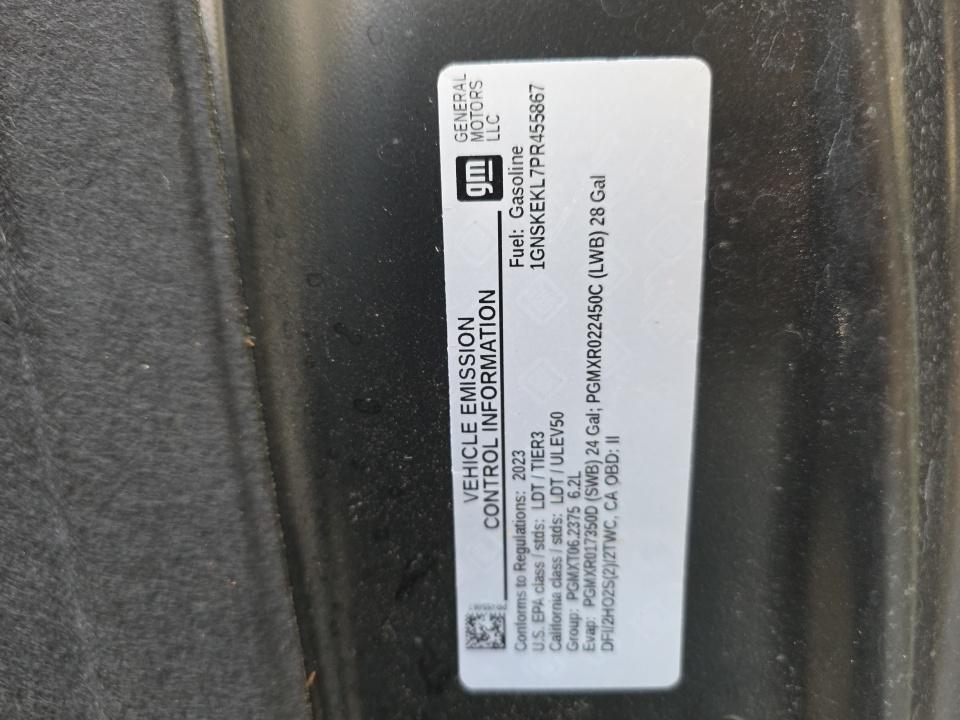 VEHICLE EMISSION
CONTROL INFORMATION
gm
GENERAL
MOTORS
LLC
Conforms to Regulations: 2023
Fuel: Gasoline
U.S. EPA class / stds: LDT / TIER3
1GNSKEKL7PR455867
California class / stds: LDT / ULEV50
Group: PGMXT06.2375 6.2L
Evap: PGMXR017350D (SWB) 24 Gal; PGMXR022450C (LWB) 28 Gal
DFI/2HO2S(2)/2TWC, CA OBD: II